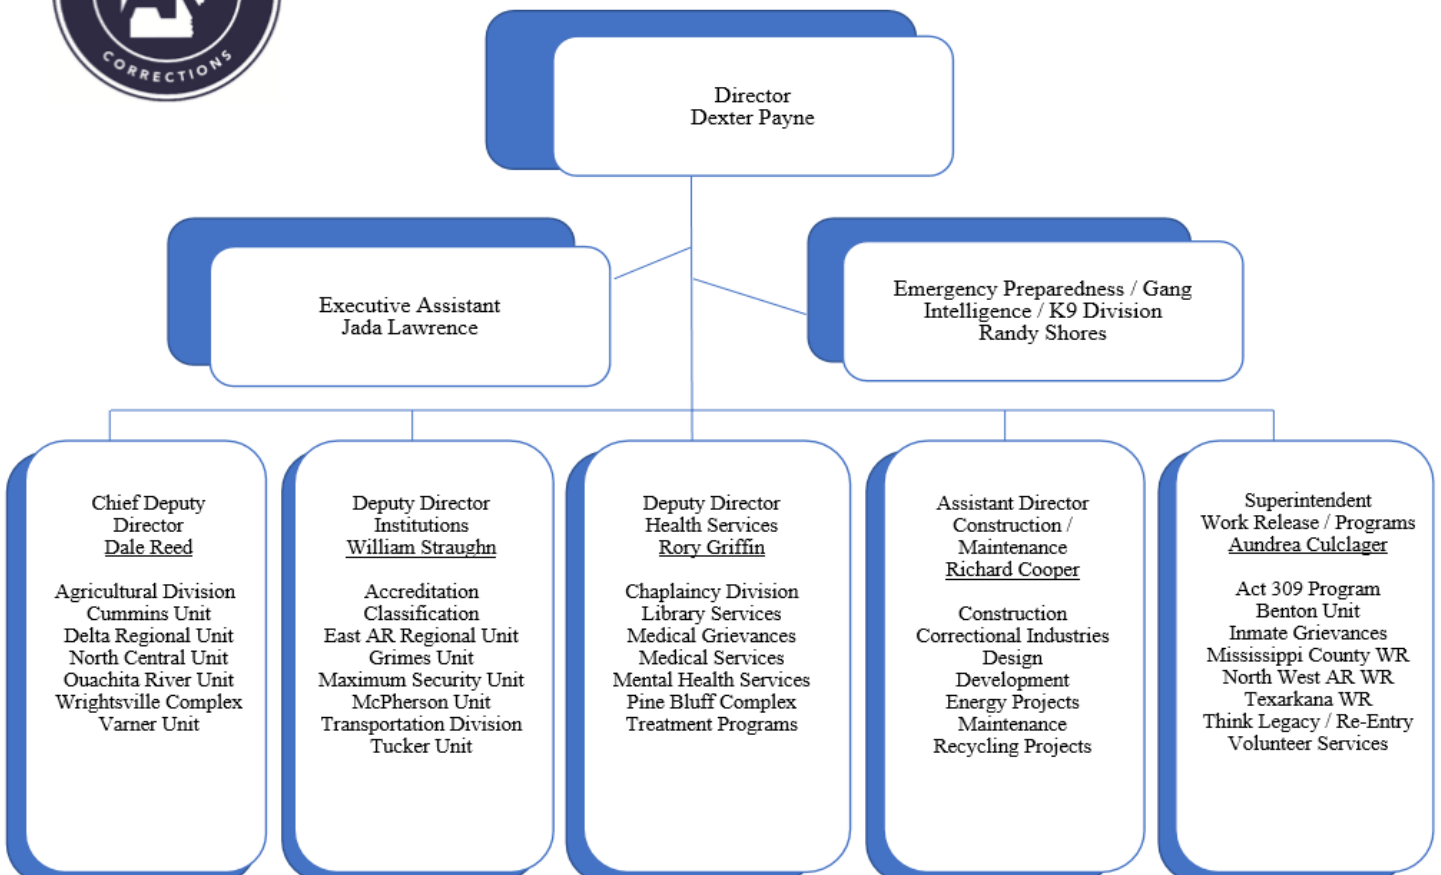 CORRECTIONS
Director
Dexter Payne
Executive Assistant
Jada Lawrence
Emergency Preparedness / Gang
Intelligence / K9 Division
Randy Shores
Chief Deputy
Director
Dale Reed
Agricultural Division
Cummins Unit
Delta Regional Unit
North Central Unit
Ouachita River Unit
Wrightsville Complex
Varner Unit
Deputy Director
Institutions
William Straughn
Accreditation
Classification
East AR Regional Unit
Grimes Unit
Maximum Security Unit
McPherson Unit
Transportation Division
Tucker Unit
Deputy Director
Health Services
Rory Griffin
Chaplaincy Division
Library Services
Medical Grievances
Medical Services
Mental Health Services
Pine Bluff Complex
Treatment Programs
Assistant Director
Construction /
Maintenance
Richard Cooper
Construction
Correctional Industries
Design
Development
Energy Projects
Maintenance
Recycling Projects
Superintendent
Work Release / Programs
Aundrea Culclager
Act 309 Program
Benton Unit
Inmate Grievances
Mississippi County WR
North West AR WR
Texarkana WR
Think Legacy / Re-Entry
Volunteer Services